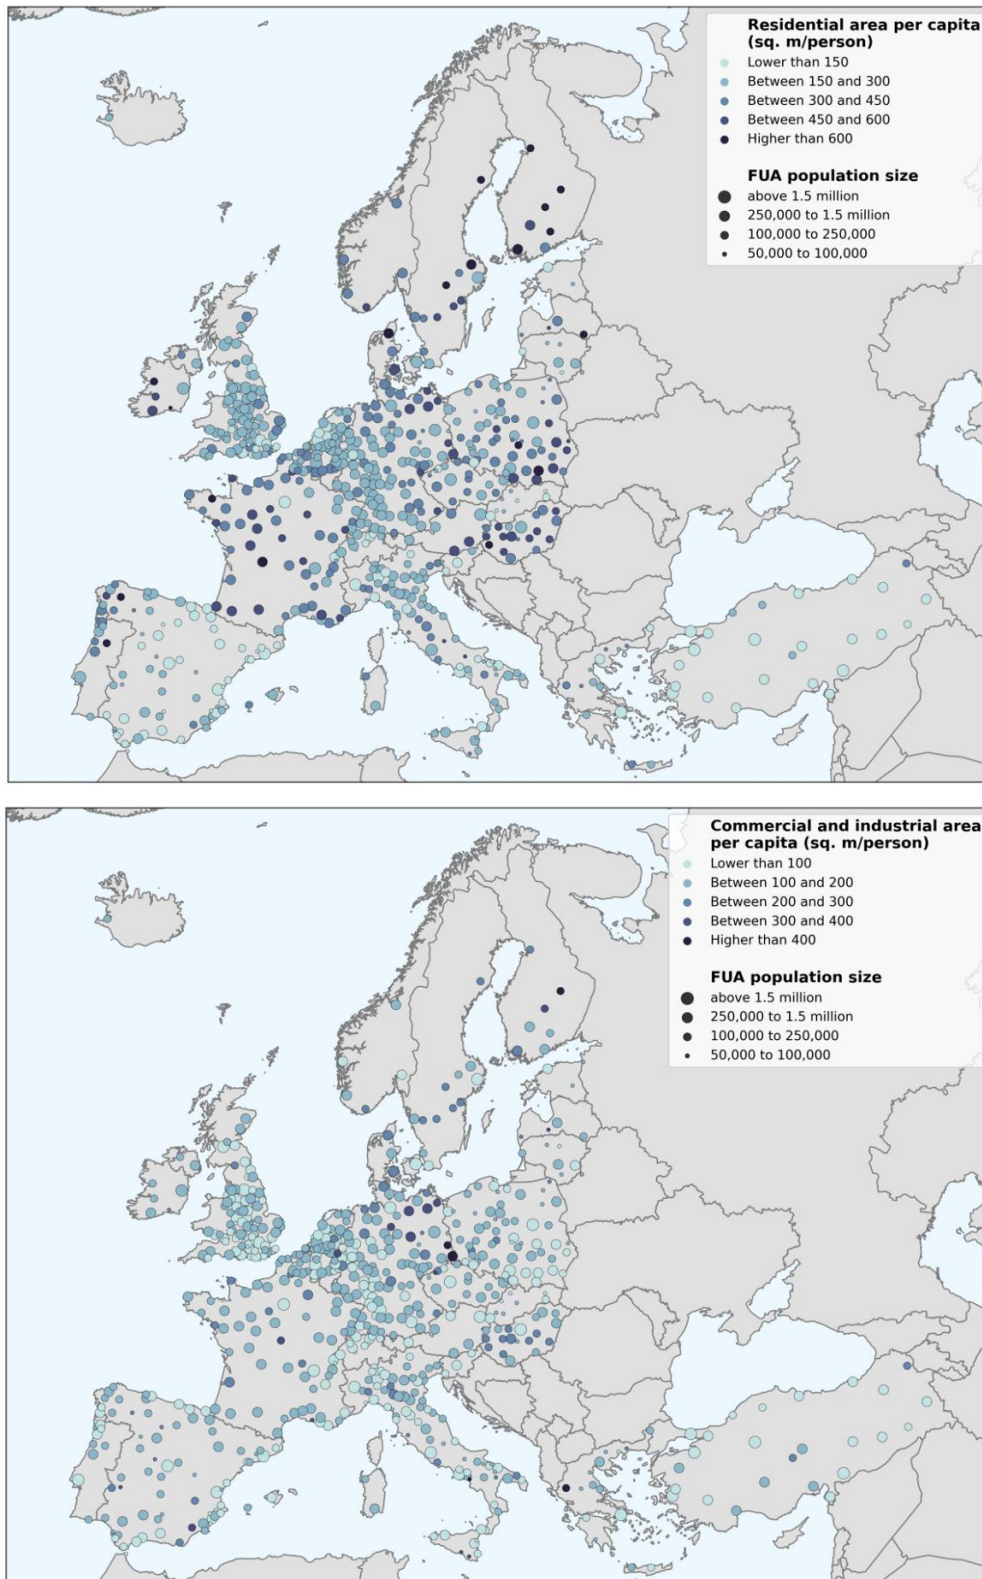 Residential area per capita
(sq. m/person)
Lower than 150
Between 150 and 300
Between 300 and 450
Between 450 and 600
Higher than 600
FUA population size
above 1.5 million
250,000 to 1.5 million
100,000 to 250,000
50,000 to 100,000
Commercial and industrial area
per capita (sq. m/person)
Lower than 100
Between 100 and 200
Between 200 and 300
Between 300 and 400
Higher than 400
FUA population size
above 1.5 million
250,000 to 1.5 million
100,000 to 250,000
50,000 to 100,000